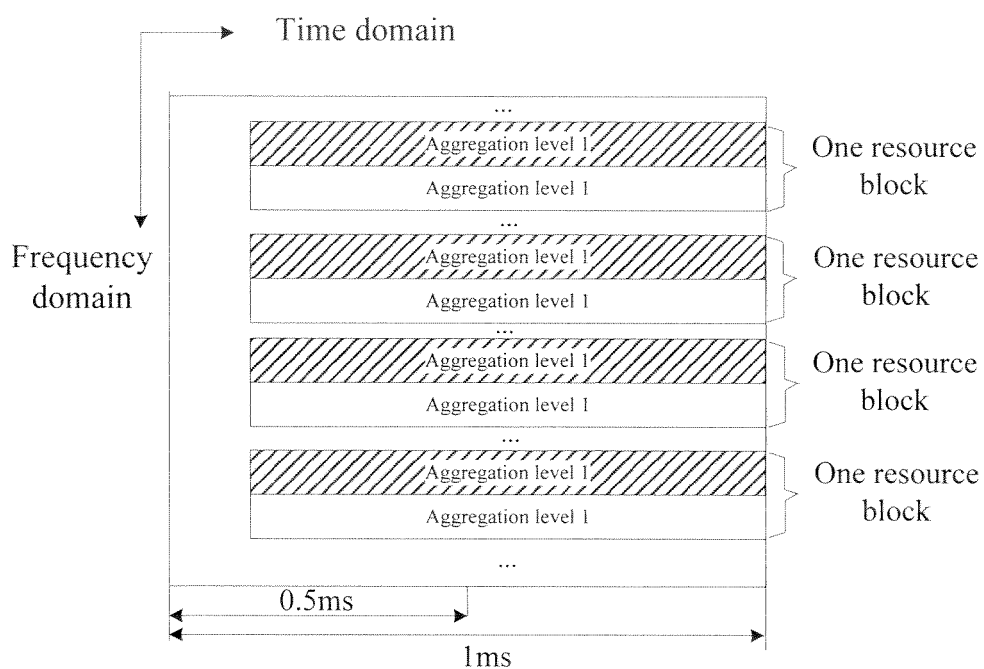 Time domain
...
Aggregation level 1
Aggregation level 1
One resource
block
...
Frequency
domain
Aggregation level 1
Aggregation level 1
One resource
block
...
Aggregation level 1
Aggregation level 1
One resource
block
...
Aggregation level 1
Aggregation level 1
One resource
block
...
0.5ms
1ms